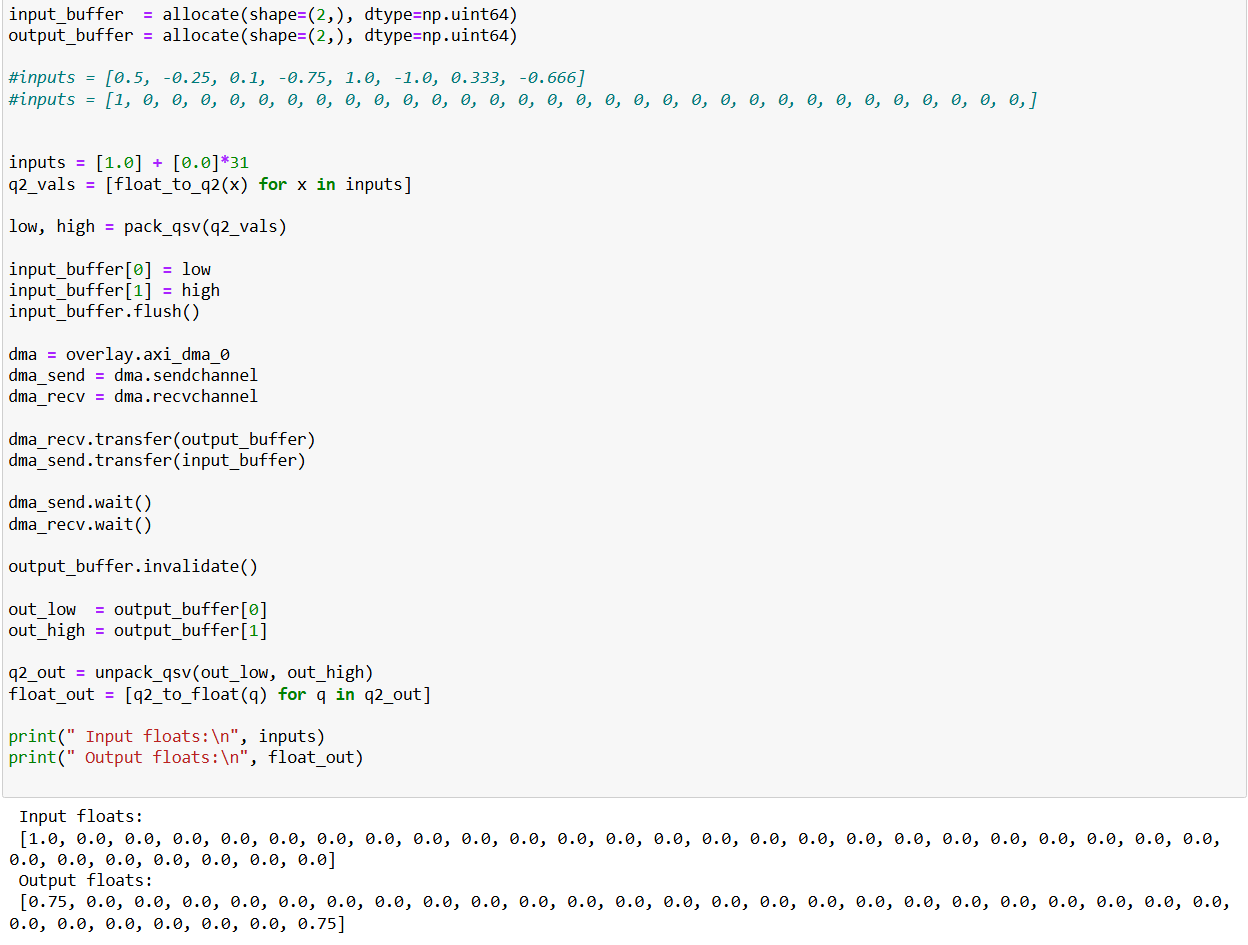 input_buffer  = allocate(shape=(2,), dtype=np.uint64)
output_buffer = allocate(shape=(2,), dtype=np.uint64)
#inputs = [0.5, -0.25, 0.1, -0.75, 1.0, -1.0, 0.333, -0.666]
#inputs = [1, 0, 0, 0, 0, 0, 0, 0, 0, 0, 0, 0, 0, 0, 0, 0, 0, 0, 0, 0, 0, 0, 0, 0, 0, 0, 0, 0, 0, 0, 0, 0,]
inputs = [1.0] + [0.0]*31
q2_vals = [float_to_q2(x) for x in inputs]
low, high = pack_qsv(q2_vals)
input_buffer[0] = low
input_buffer[1] = high
input_buffer.flush()
dma = overlay.axi_dma_0
dma_send = dma.sendchannel
dma_recv = dma.recvchannel
dma_recv.transfer(output_buffer)
dma_send.transfer(input_buffer)
dma_send.wait()
dma_recv.wait()
output_buffer.invalidate()
out_low  = output_buffer[0]
out_high = output_buffer[1]
q2_out = unpack_qsv(out_low, out_high)
float_out = [q2_to_float(q) for q in q2_out]
print(" Input floats:\n", inputs)
print(" Output floats:\n", float_out)
Input floats:
[1.0, 0.0, 0.0, 0.0, 0.0, 0.0, 0.0, 0.0, 0.0, 0.0, 0.0, 0.0, 0.0, 0.0, 0.0, 0.0, 0.0, 0.0, 0.0, 0.0, 0.0, 0.0, 0.0, 0.0, 0.0,
0.0, 0.0, 0.0, 0.0, 0.0, 0.0, 0.0]
Output floats:
[0.75, 0.0, 0.0, 0.0, 0.0, 0.0, 0.0, 0.0, 0.0, 0.0, 0.0, 0.0, 0.0, 0.0, 0.0, 0.0, 0.0, 0.0, 0.0, 0.0, 0.0, 0.0, 0.0, 0.0, 0.0,
0.0, 0.0, 0.0, 0.0, 0.0, 0.0, 0.75]